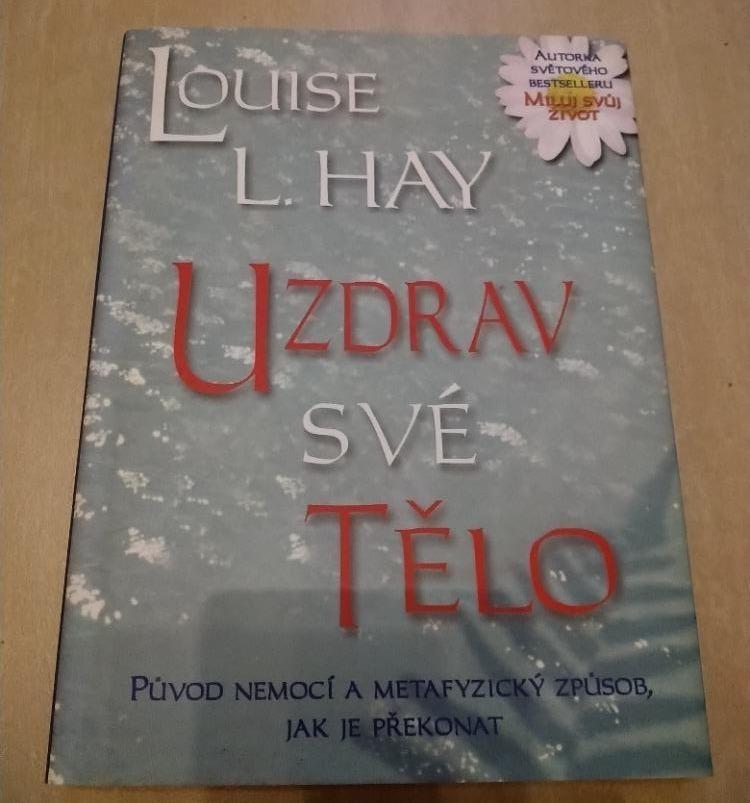 LOUISE
L. HAY
AUTORKA
SVĚTOVÉHO
BESTSELLERU
MILUJ SVŮJ
ŽIVOT
UZDRAV
SVÉ
TĚLO
PŮVOD NEMOCÍ A METAFYZICKÝ ZPŮSOB,
JAK JE PŘEKONAT